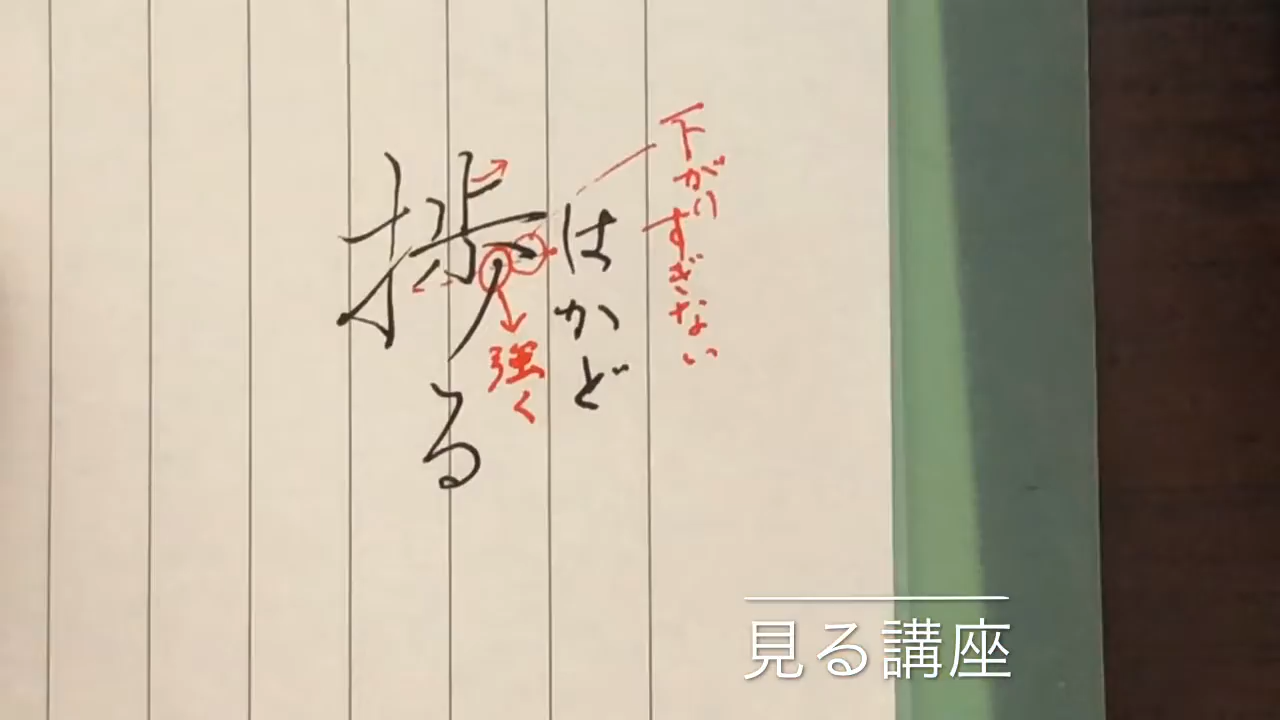 下がりすぎない
はかど
捗る
強く
見る講座